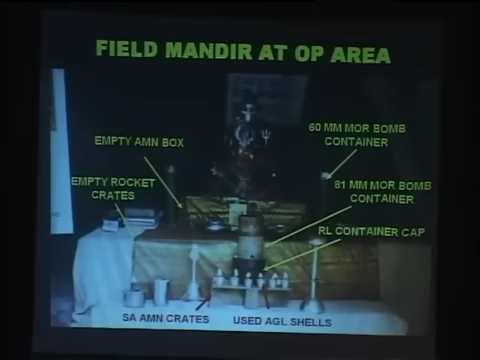 FIELD MANDIR AT OP AREA
EMPTY AMN BOX
60 MM MOR BOMB
CONTAINER
EMPTY ROCKET
CRATES
81 MM MOR BOMB
CONTAINER
RL CONTAINER CAP
SA AMN CRATES
USED AGL SHELLS